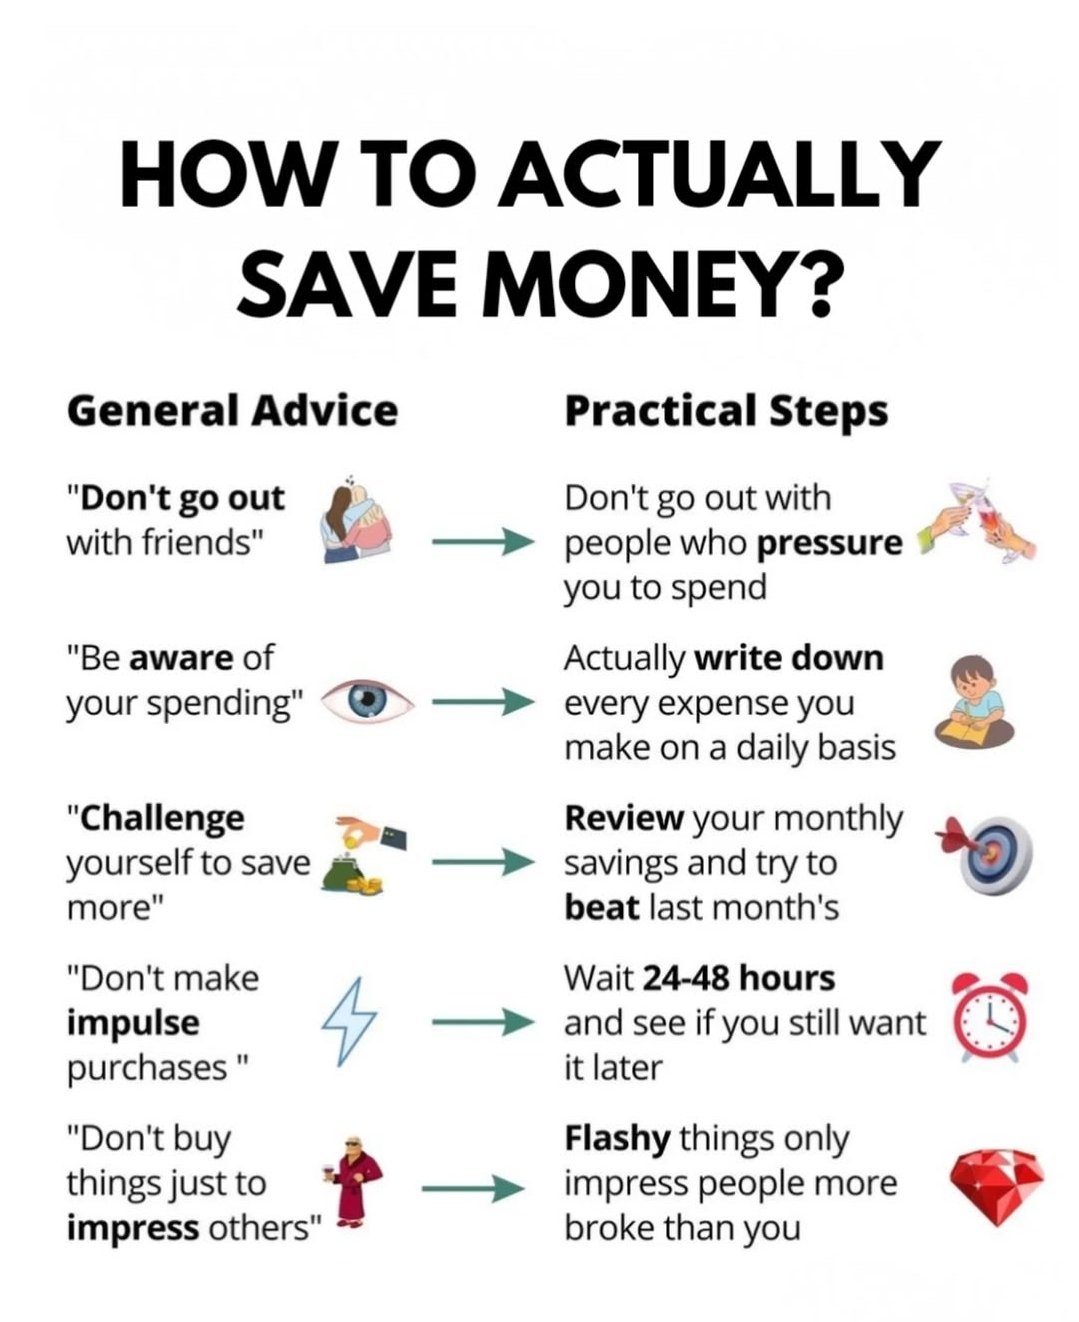 HOW TO ACTUALLY
SAVE MONEY?
General Advice
Practical Steps
"Don't go out
with friends"
Don't go out with
people who pressure
you to spend
"Be aware of
your spending"
Actually write down
every expense you
make on a daily basis
"Challenge
yourself to save
more"
Review your monthly
savings and try to
beat last month's
"Don't make
impulse
purchases "
Wait 24-48 hours
and see if you still want
it later
"Don't buy
things just to
impress others"
Flashy things only
impress people more
broke than you